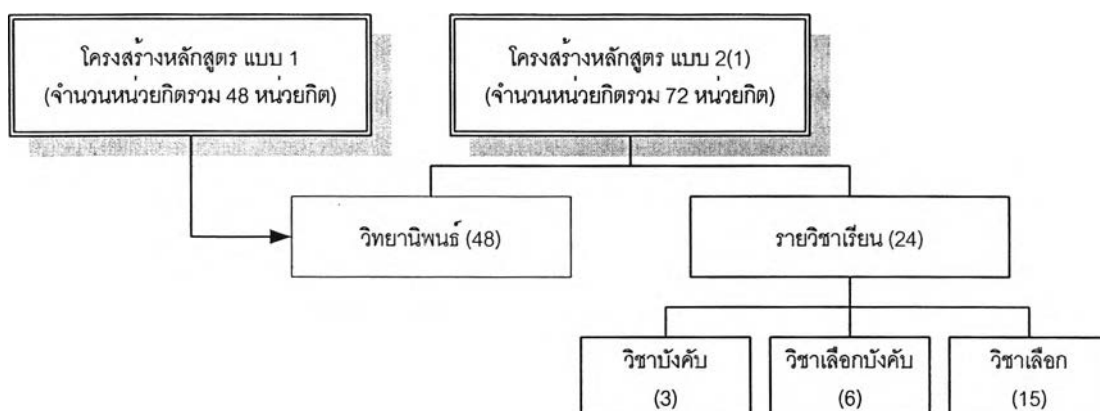 โครงสร้างหลักสูตร แบบ 1
(จำนวนหน่วยกิตรวม 48 หน่วยกิต)
โครงสร้างหลักสูตร แบบ 2(1)
(จำนวนหน่วยกิตรวม 72 หน่วยกิต)
วิทยานิพนธ์ (48)
รายวิชาเรียน (24)
วิชาบังคับ
(3)
วิชาเลือกบังคับ
(6)
วิชาเลือก
(15)